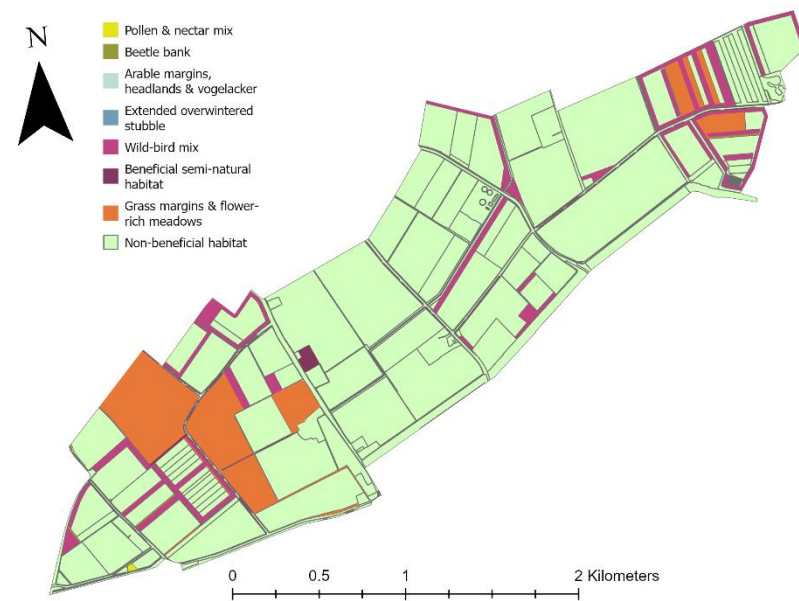 N
Pollen & nectar mix
Beetle bank
Arable margins,
headlands & vogelacker
Extended overwintered
stubble
Wild-bird mix
Beneficial semi-natural
habitat
Grass margins & flower-
rich meadows
Non-beneficial habitat
0 0.5 1 2 Kilometers